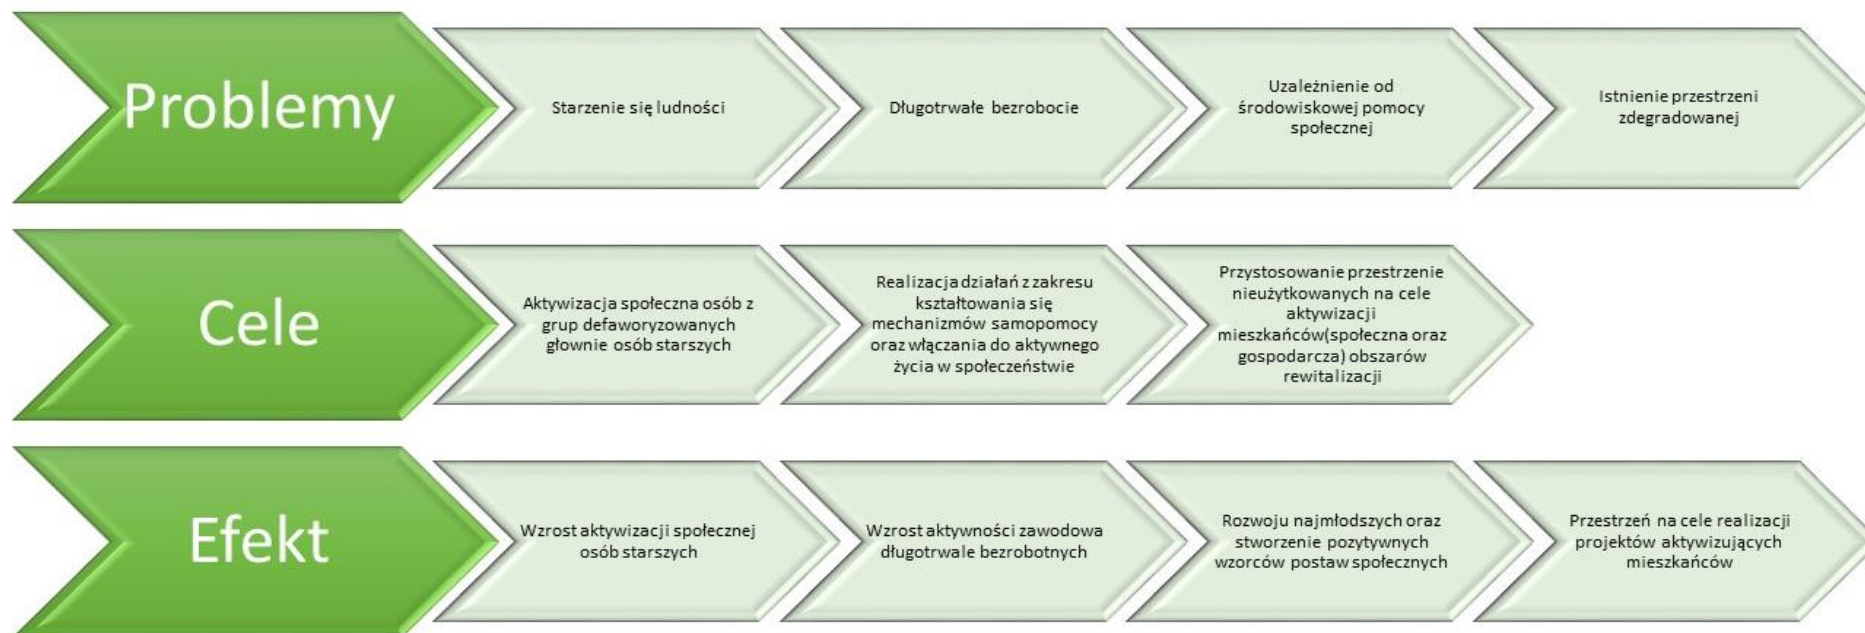 Problemy
Starzenie się ludności
Długotrwałe bezrobocie
Uzależnienie od
środowiskowej pomocy
społecznej
Istnienie przestrzeni
zdegradowanej
Cele
Aktywizacja społeczna osób z
grup defaworyzowanych
głownie osób starszych
Realizacja działań z zakresu
kształtowania się
mechanizmów samopomocy
oraz włączania do aktywnego
życia w społeczeństwie
Przystosowanie przestrzenie
nieużytkowanych na cele
aktywizacji
mieszkańców(społeczna oraz
gospodarcza) obszarów
rewitalizacji
Efekt
Wzrost aktywizacji społecznej
osób starszych
Wzrost aktywności zawodowa
długotrwale bezrobotnych
Rozwoju najmłodszych oraz
stworzenie pozytywnych
wzorców postaw społecznych
Przestrzeń na cele realizacji
projektów aktywizujących
mieszkańców